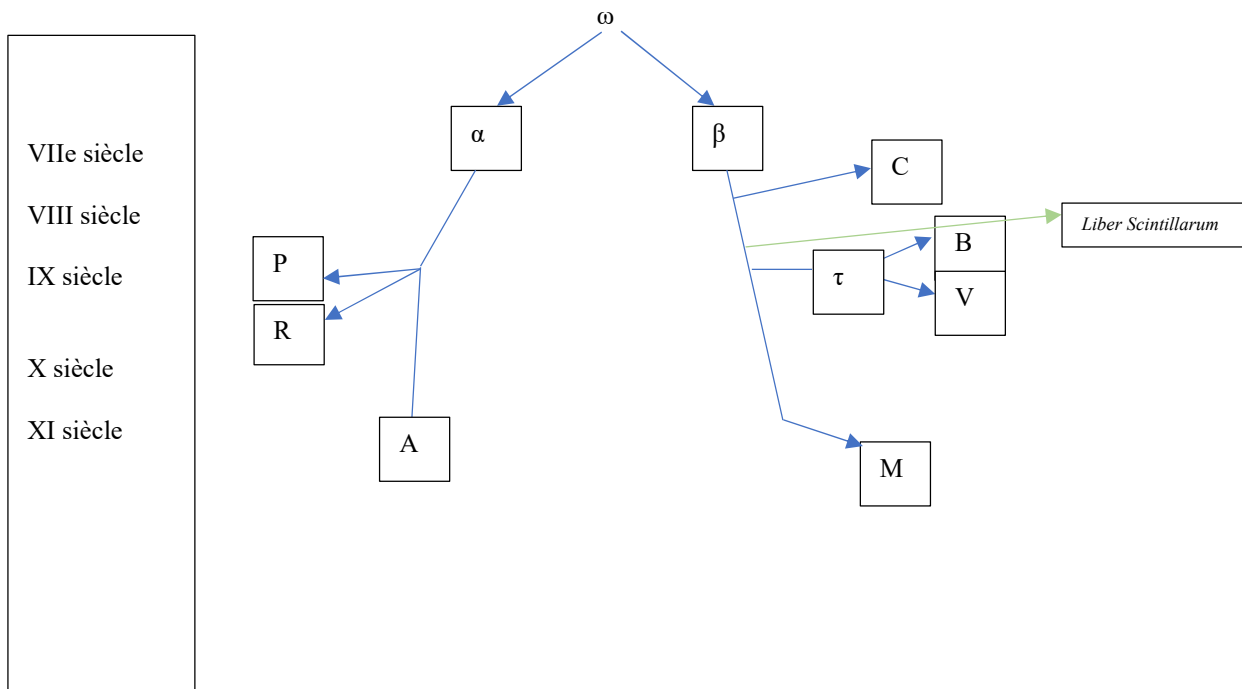 ω
α
β
VIIe siècle
C
VIII siècle
Liber Scintillarum
B
P
IX siècle
τ
V
R
X siècle
XI siècle
A
M